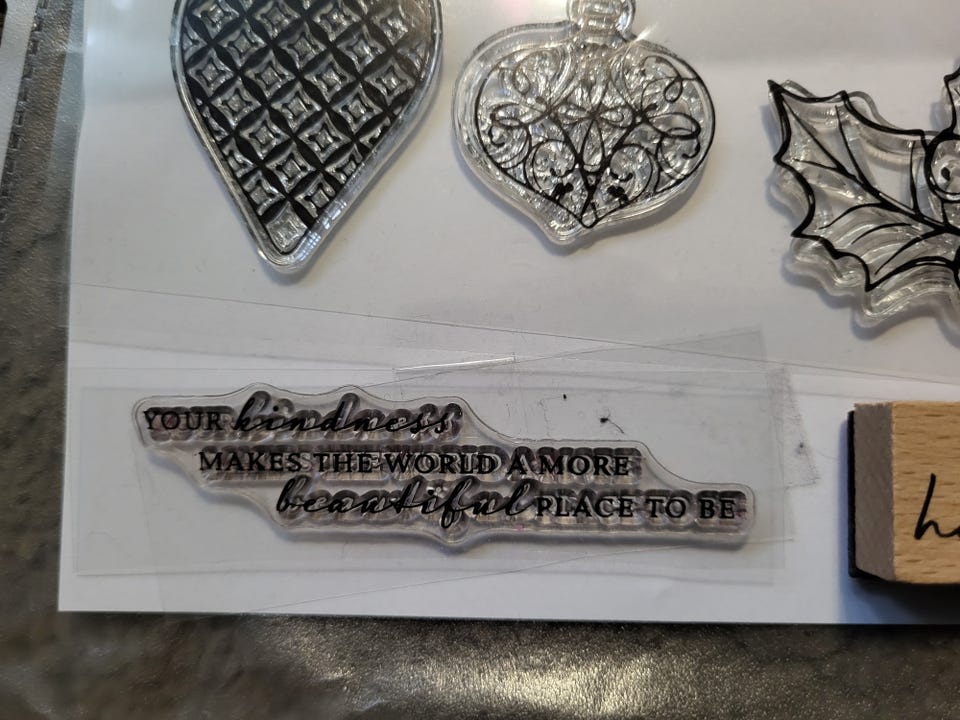 YOUR kindness
MAKES THE WORLD A MORE
beautiful PLACE TO BE